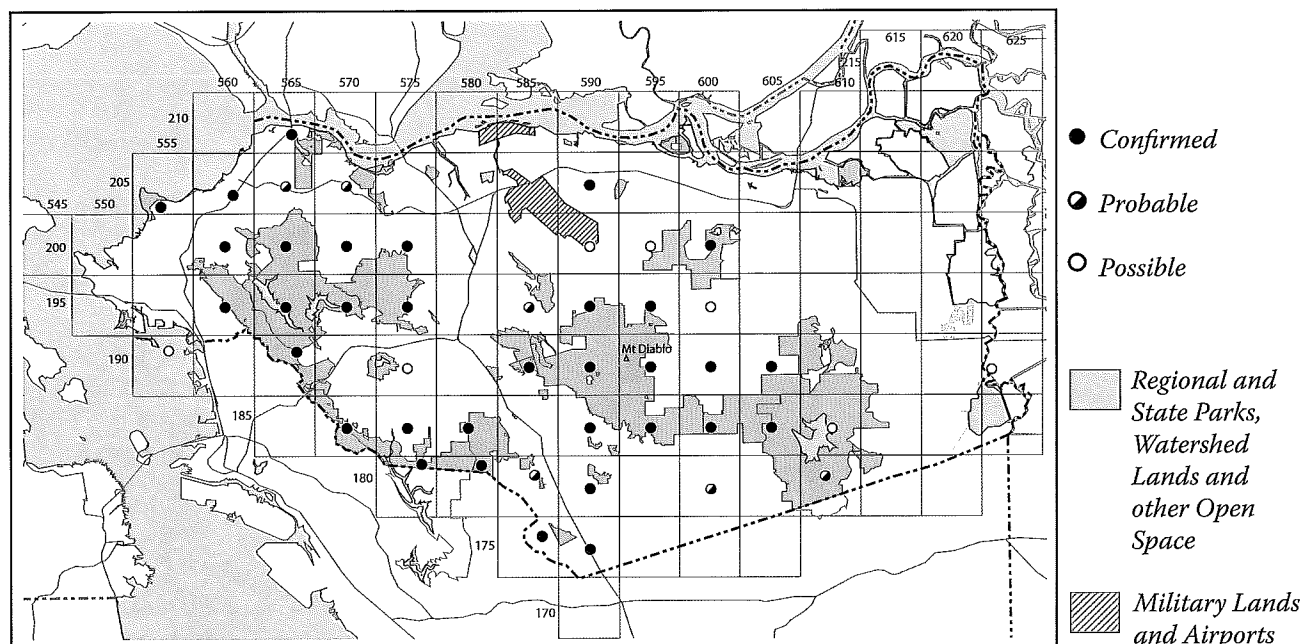 615
620
625
215
560
565
570
575
580
585
590
595
600
605
610
210
555
205
545
550
200
195
190
Mt Diablo
185
180
175
170
Confirmed
Probable
Possible
Regional and
State Parks,
Watershed
Lands and
other Open
Space
Military Lands
and Airports